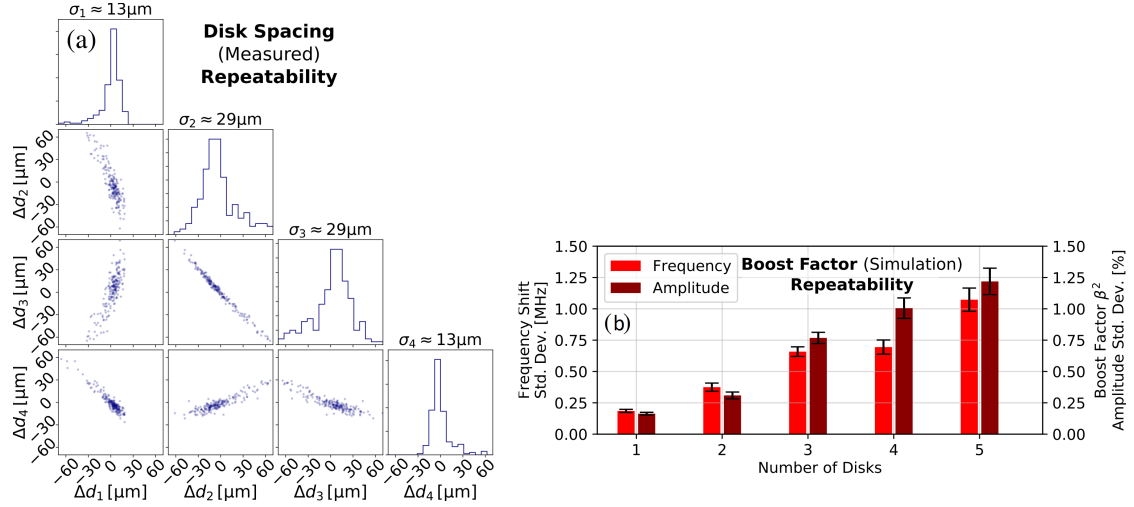 σ₁ ≈ 13μm
(a)
Disk Spacing
(Measured)
Repeatability
σ₂ ≈ 29μm
60
30
0
−30
−60
Δd₂ [μm]
σ₃ ≈ 29μm
60
30
0
−30
−60
Δd₃ [μm]
σ₄ ≈ 13μm
60
30
0
−30
−60
Δd₄ [μm]
−60 −30 0 30 60 −60 −30 0 30 60 −60 −30 0 30 60 −60 −30 0 30 60
Δd₁ [μm] Δd₂ [μm] Δd₃ [μm] Δd₄ [μm]
Boost Factor (Simulation)
Repeatability
Frequency
Amplitude
(b)
Frequency Shift
Std. Dev. [MHz]
1.50
1.25
1.00
0.75
0.50
0.25
0.00
1 2 3 4 5
Number of Disks
1.50
1.25
1.00
0.75
0.50
0.25
0.00
Boost Factor β²
Amplitude Std. Dev. [%]